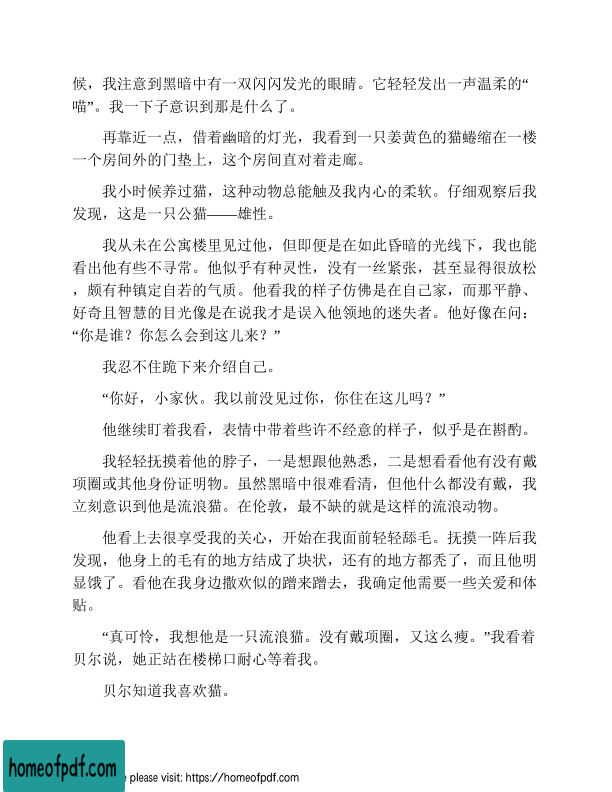 候，我注意到黑暗中有一双闪闪发光的眼睛。它轻轻发出一声温柔的“
喵”。我一下子意识到那是什么了。
再靠近一点，借着幽暗的灯光，我看到一只姜黄色的猫蜷缩在一楼
一个房间外的门垫上，这个房间直对着走廊。
我小时候养过猫，这种动物总能触及我内心的柔软。仔细观察后我
发现，这是一只公猫——雄性。
我从未在公寓楼里见过他，但即便是在如此昏暗的光线下，我也能
看出他有些不寻常。他似乎有种灵性，没有一丝紧张，甚至显得很放松
，颇有种镇定自若的气质。他看我的样子仿佛是在自己家，而那平静、
好奇且智慧的目光像是在说我才是误入他领地的迷失者。他好像在问：
“你是谁？你怎么会到这儿来？”
我忍不住跪下来介绍自己。
“你好，小家伙。我以前没见过你，你住在这儿吗？”
他继续盯着我看，表情中带着些许不经意的样子，似乎是在斟酌。
我轻轻抚摸着他的脖子，一是想跟他熟悉，二是想看看他有没有戴
项圈或其他身份证明物。虽然黑暗中很难看清，但他什么都没有戴，我
立刻意识到他是流浪猫。在伦敦，最不缺的就是这样的流浪动物。
他看上去很享受我的关心，开始在我面前轻轻舔毛。抚摸一阵后我
发现，他身上的毛有的地方结成了块状，还有的地方都秃了，而且他明
显饿了。看他在我身边撒欢似的蹭来蹭去，我确定他需要一些关爱和体
贴。
“真可怜，我想他是一只流浪猫。没有戴项圈，又这么瘦。”我看着
贝尔说，她正站在楼梯口耐心等着我。
贝尔知道我喜欢猫。
homeofpdf.com
e please visit: https://homeofpdf.com